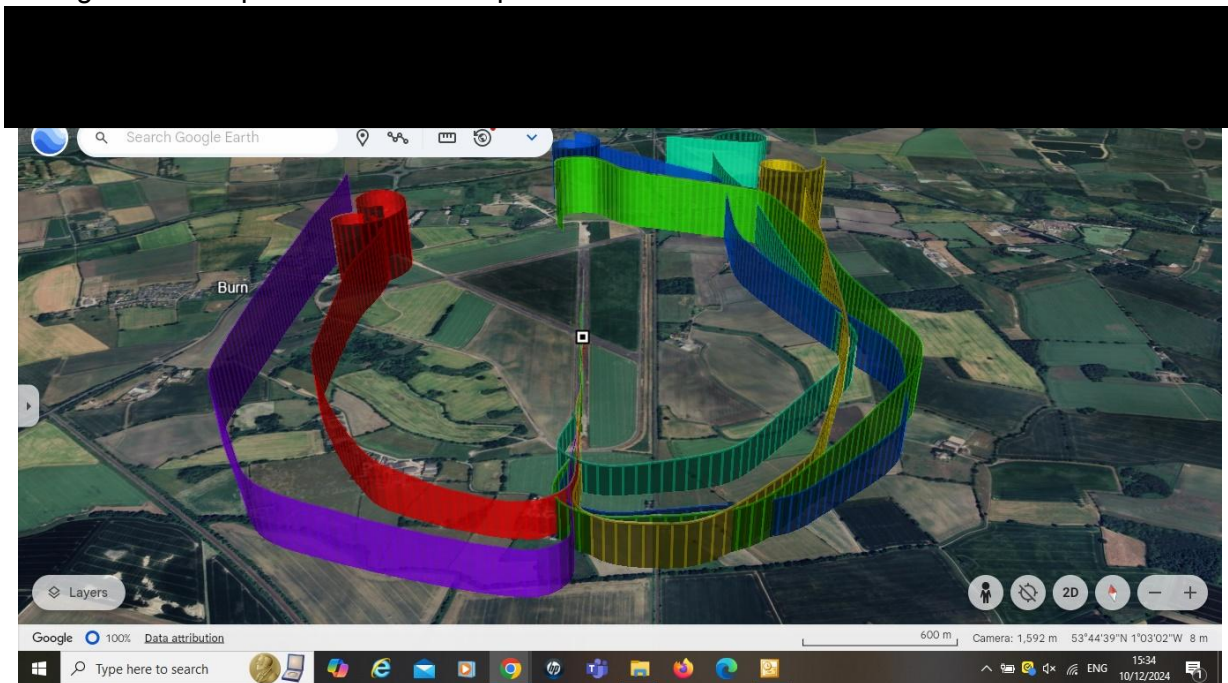 Search Google Earth
Burn
Layers
2D
600 m
Google 100% Data attribution
Camera: 1,592 m 53°44'39"N 1°03'02"W 8 m
Type here to search
ENG
15:34
10/12/2024